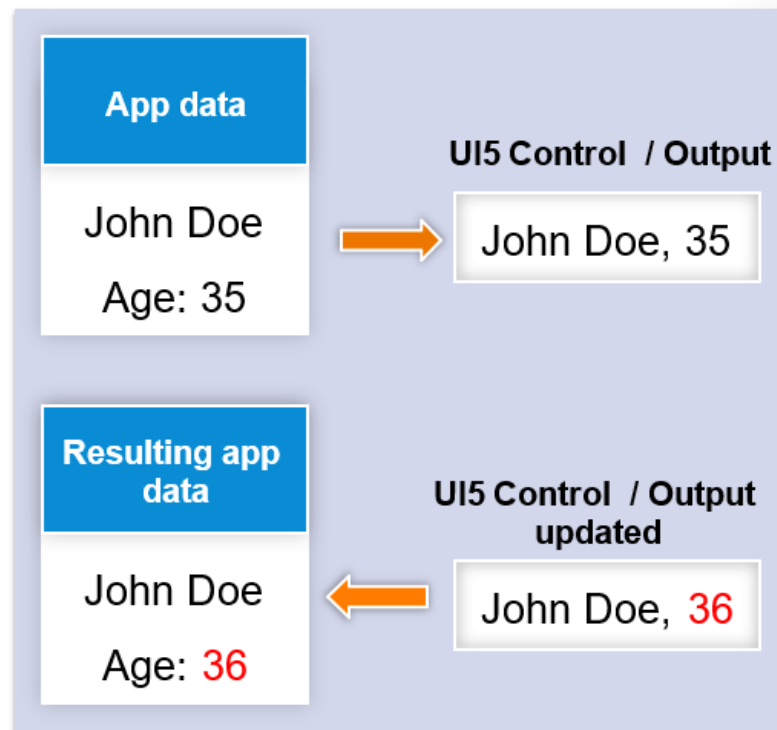 App data
John Doe
Age: 35
UI5 Control / Output
John Doe, 35
Resulting app
data
John Doe
Age: 36
UI5 Control / Output
updated
John Doe, 36